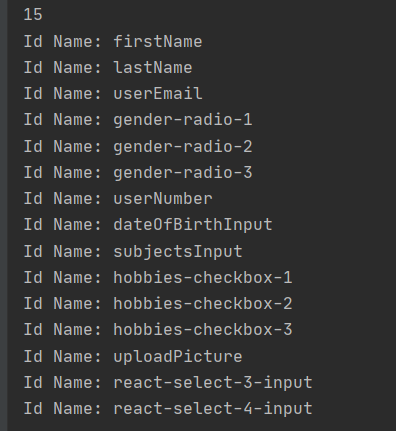 15
Id Name: firstName
Id Name: lastName
Id Name: userEmail
Id Name: gender-radio-1
Id Name: gender-radio-2
Id Name: gender-radio-3
Id Name: userNumber
Id Name: dateOfBirthInput
Id Name: subjectsInput
Id Name: hobbies-checkbox-1
Id Name: hobbies-checkbox-2
Id Name: hobbies-checkbox-3
Id Name: uploadPicture
Id Name: react-select-3-input
Id Name: react-select-4-input